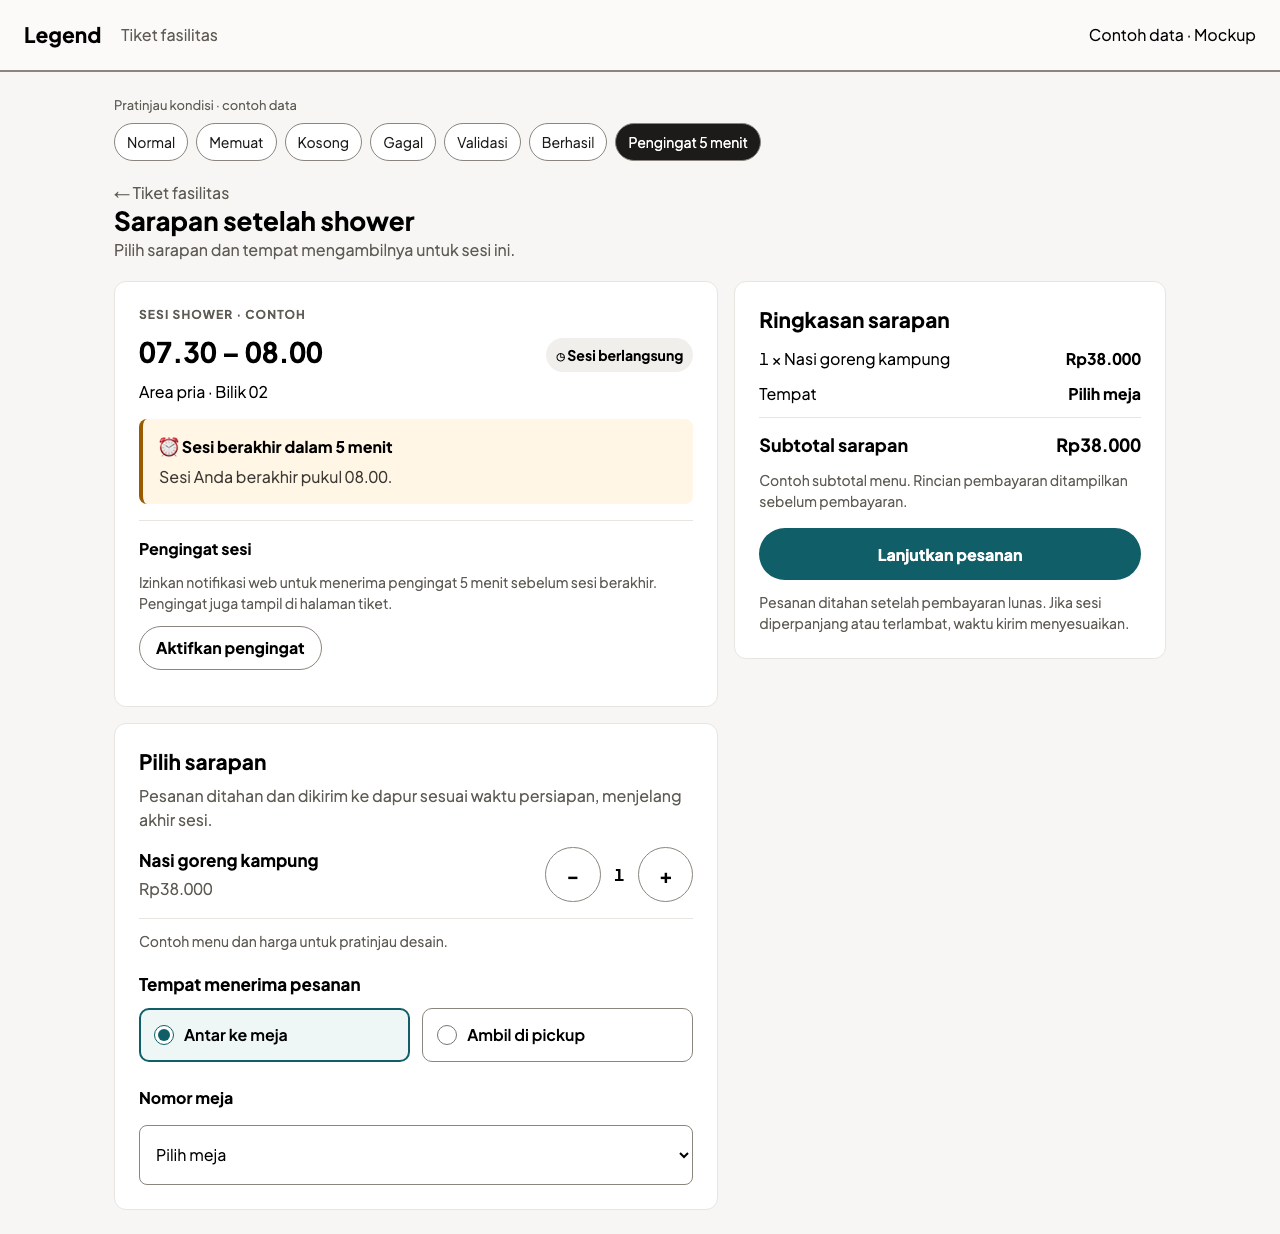 Legend
Tiket fasilitas
Contoh data · Mockup
Pratinjau kondisi · contoh data
Normal
Memuat
Kosong
Gagal
Validasi
Berhasil
Pengingat 5 menit
← Tiket fasilitas
Sarapan setelah shower
Pilih sarapan dan tempat mengambilnya untuk sesi ini.
SESI SHOWER · CONTOH
07.30 – 08.00
Sesi berlangsung
Area pria · Bilik 02
⏰ Sesi berakhir dalam 5 menit
Sesi Anda berakhir pukul 08.00.
Pengingat sesi
Izinkan notifikasi web untuk menerima pengingat 5 menit sebelum sesi berakhir.
Pengingat juga tampil di halaman tiket.
Aktifkan pengingat
Pilih sarapan
Pesanan ditahan dan dikirim ke dapur sesuai waktu persiapan, menjelang
akhir sesi.
Nasi goreng kampung
Rp38.000
− 1 +
Contoh menu dan harga untuk pratinjau desain.
Tempat menerima pesanan
Antar ke meja
Ambil di pickup
Nomor meja
Pilih meja
Ringkasan sarapan
1 × Nasi goreng kampung Rp38.000
Tempat Pilih meja
Subtotal sarapan Rp38.000
Contoh subtotal menu. Rincian pembayaran ditampilkan
sebelum pembayaran.
Lanjutkan pesanan
Pesanan ditahan setelah pembayaran lunas. Jika sesi
diperpanjang atau terlambat, waktu kirim menyesuaikan.